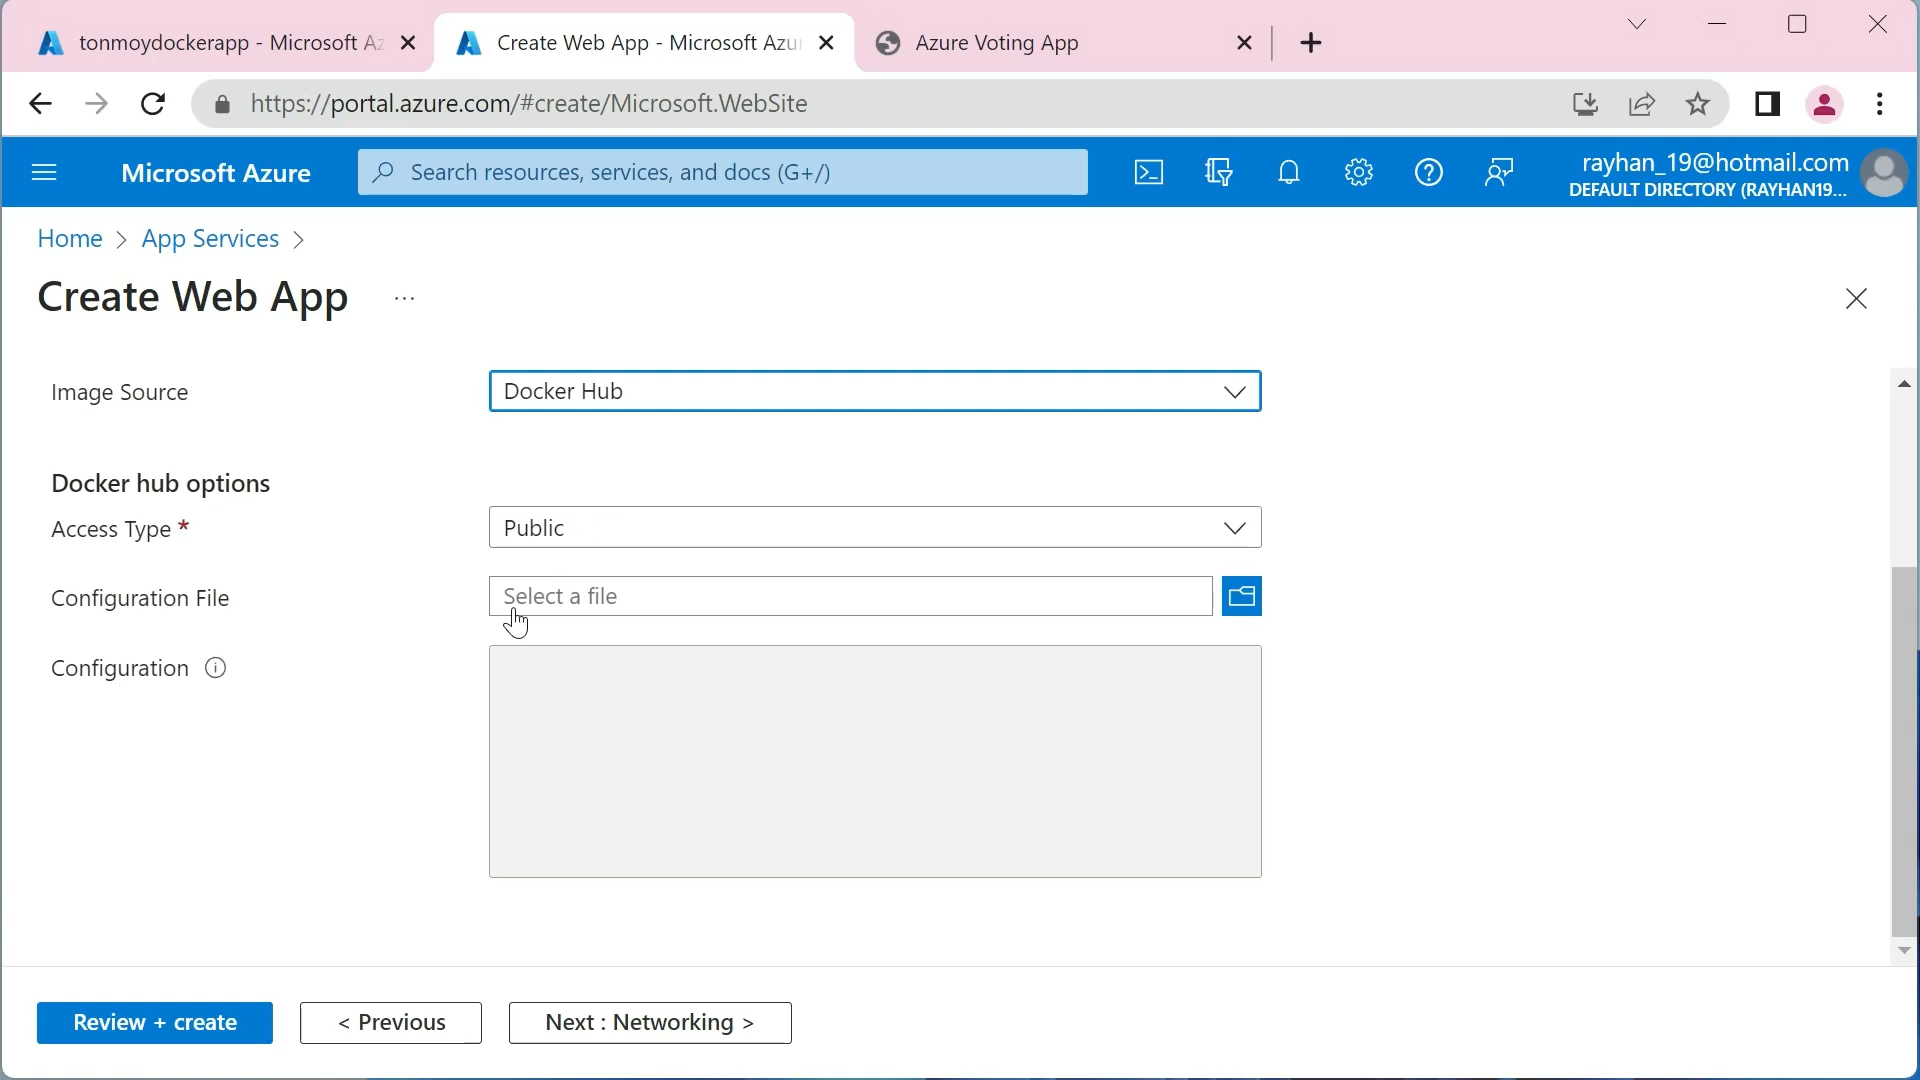 tonmoydockerapp - Microsoft Az
Create Web App - Microsoft Azu
Azure Voting App
https://portal.azure.com/#create/Microsoft.WebSite
Microsoft Azure
Search resources, services, and docs (G+/)
rayhan_19@hotmail.com
DEFAULT DIRECTORY (RAYHAN19...
Home > App Services >
Create Web App ...
Image Source
Docker Hub
Docker hub options
Access Type *
Public
Configuration File
Select a file
Configuration
Review + create
< Previous
Next : Networking >